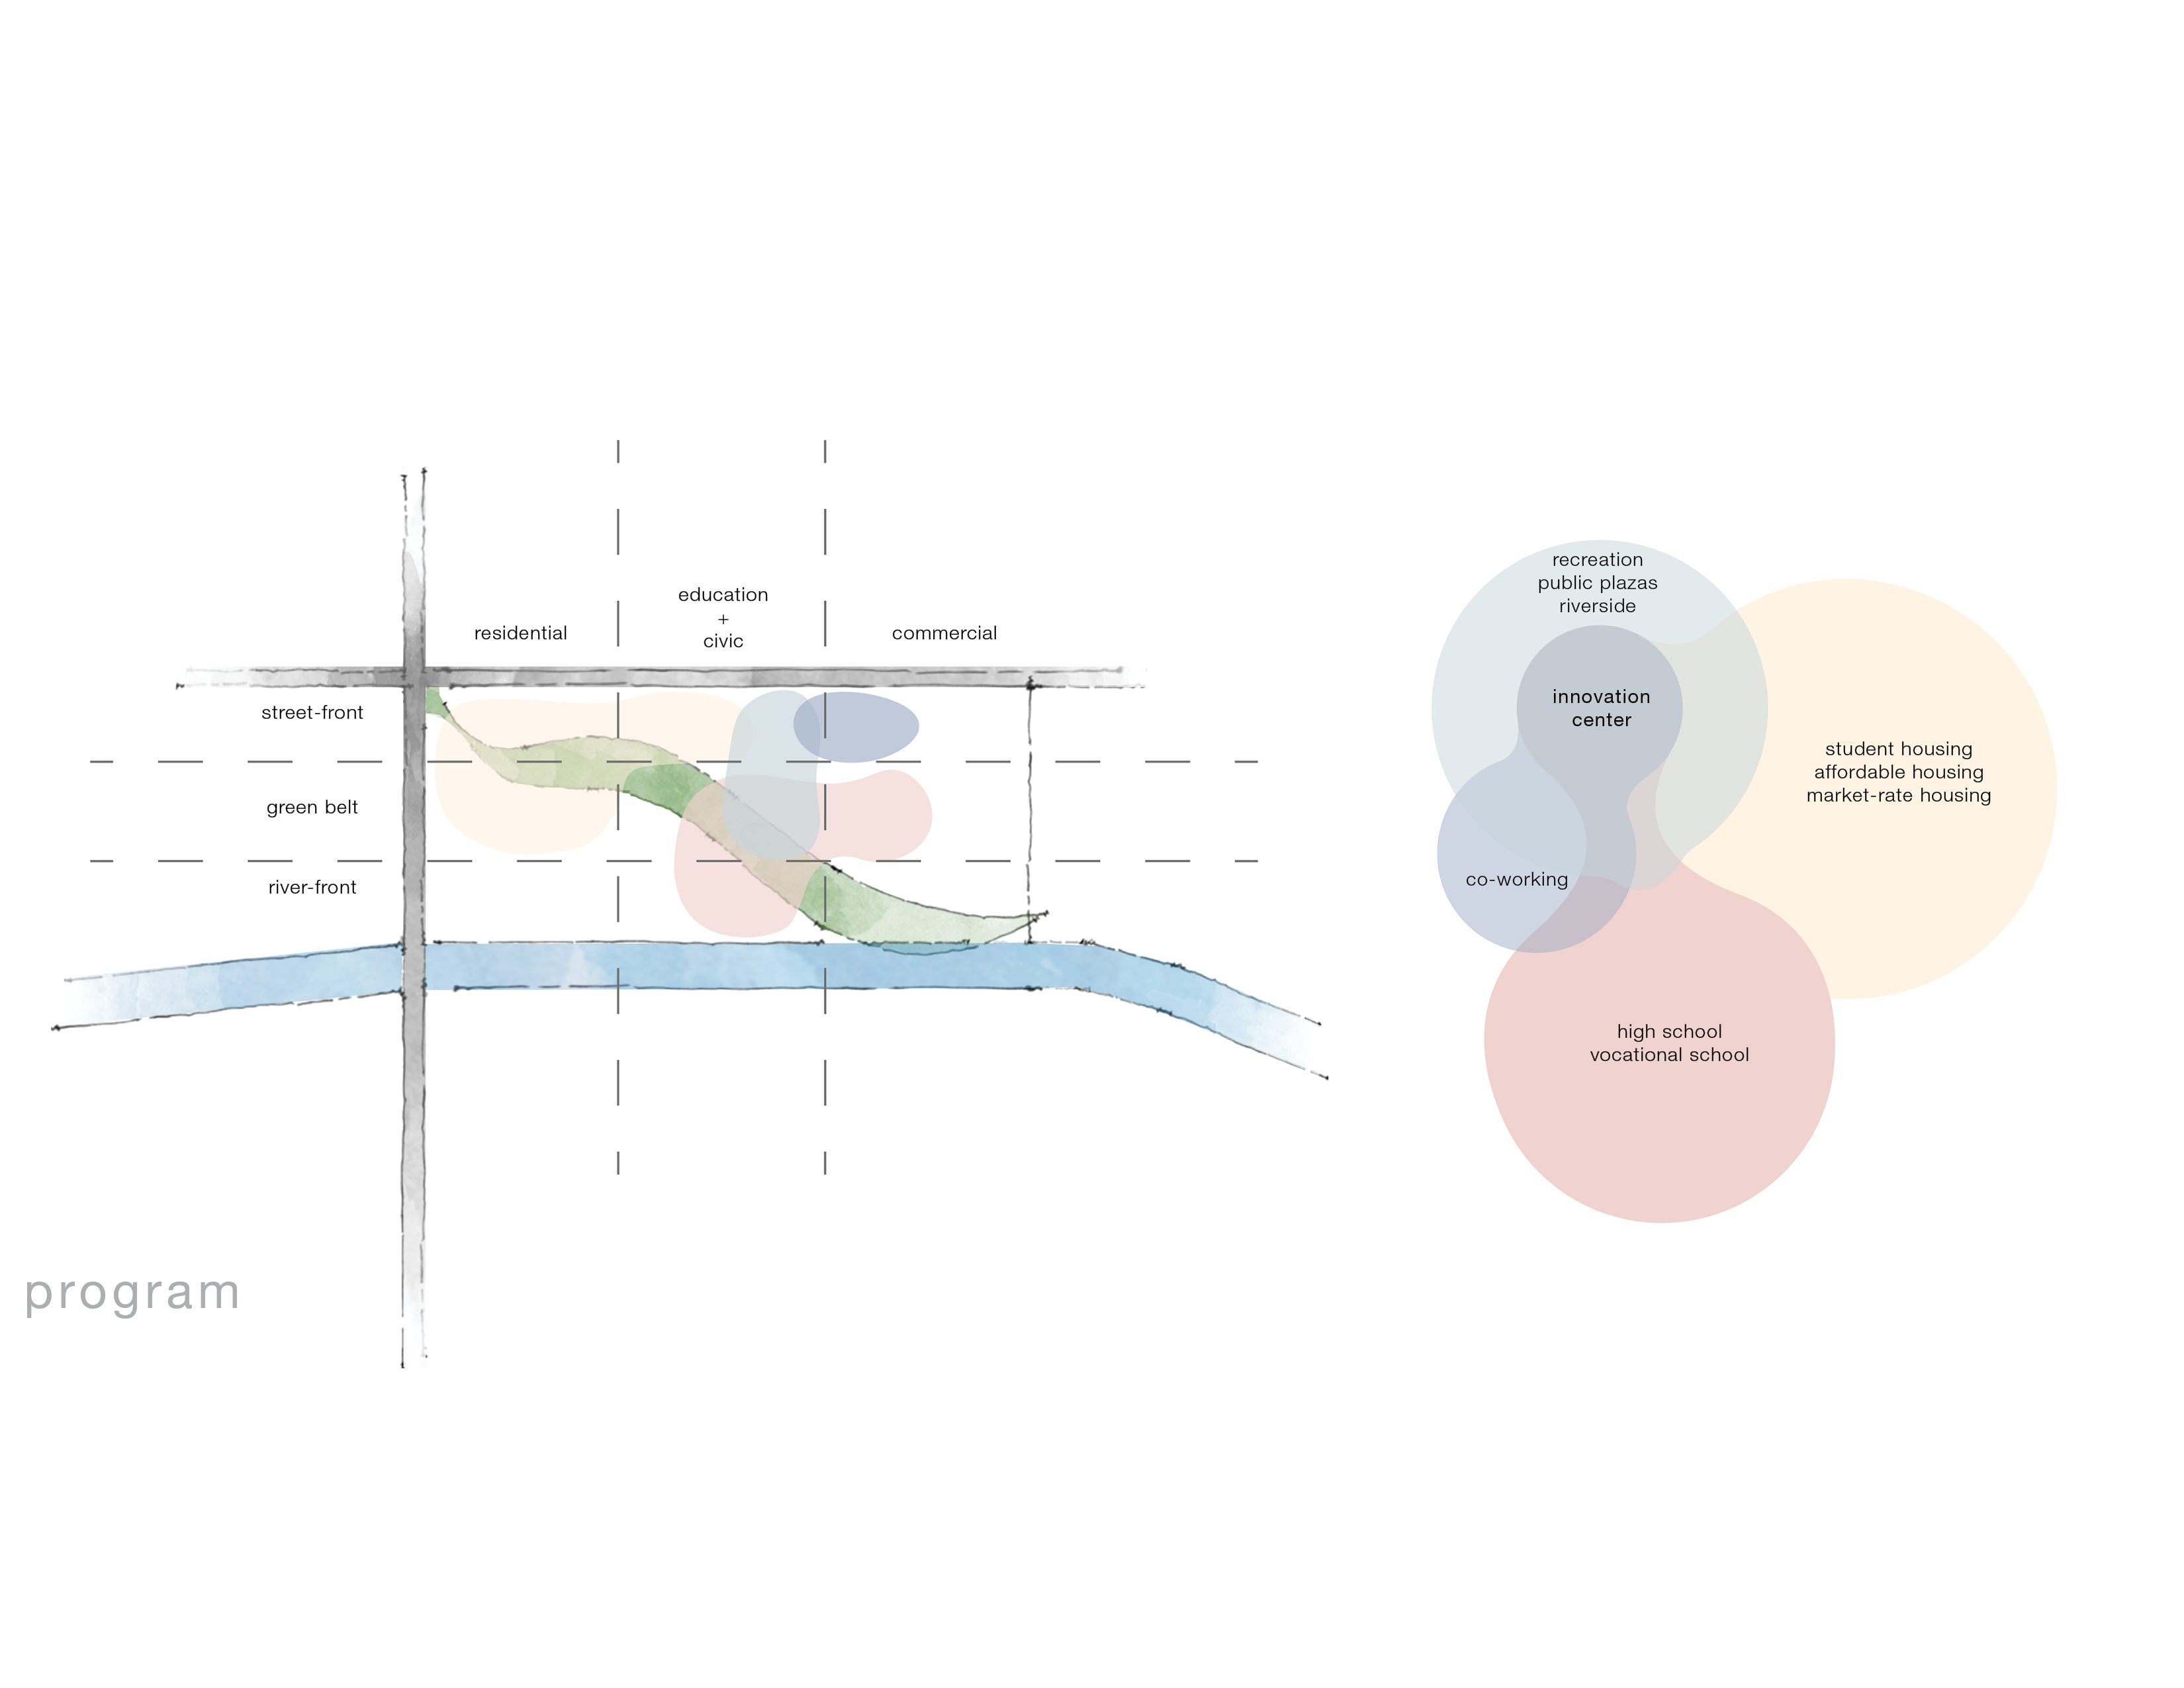 education
+
civic
residential
commercial
street-front
green belt
river-front
recreation
public plazas
riverside
innovation
center
student housing
affordable housing
market-rate housing
co-working
high school
vocational school
program